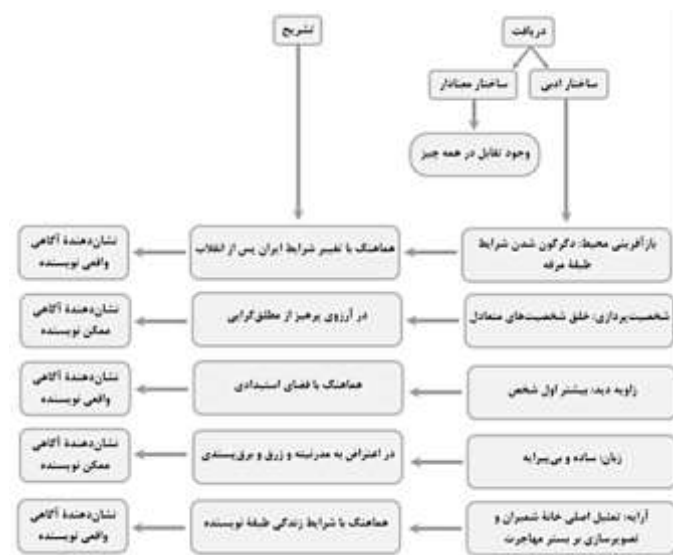 دریافت
تشریح
ساختار ادبی
ساختار معنادار
وجود تقابل در همه چیز
بازآفرینی محیط: دگرگون شدن شرایط
طبقهٔ مرفه
هماهنگ با تغییر شرایط ایران پس از انقلاب
نشان‌دهندهٔ آگاهی
واقعی نویسنده
شخصیت‌پردازی: خلق شخصیت‌های متعادل
در آرزوی پرهیز از مطلق‌گرایی
نشان‌دهندهٔ آگاهی
ممکن نویسنده
زاویه دید: بیشتر اول شخص
هماهنگ با فضای استبدادی
نشان‌دهندهٔ آگاهی
واقعی نویسنده
زبان: ساده و بی‌پیرایه
در اعتراض به مدرنیته و زرق و برق‌پسندی
نشان‌دهندهٔ آگاهی
ممکن نویسنده
آرایه: تمثیل اصلی خانهٔ شمیران و
تصویرسازی بر بستر مهاجرت
هماهنگ با شرایط زندگی طبقهٔ نویسنده
نشان‌دهندهٔ آگاهی
واقعی نویسنده